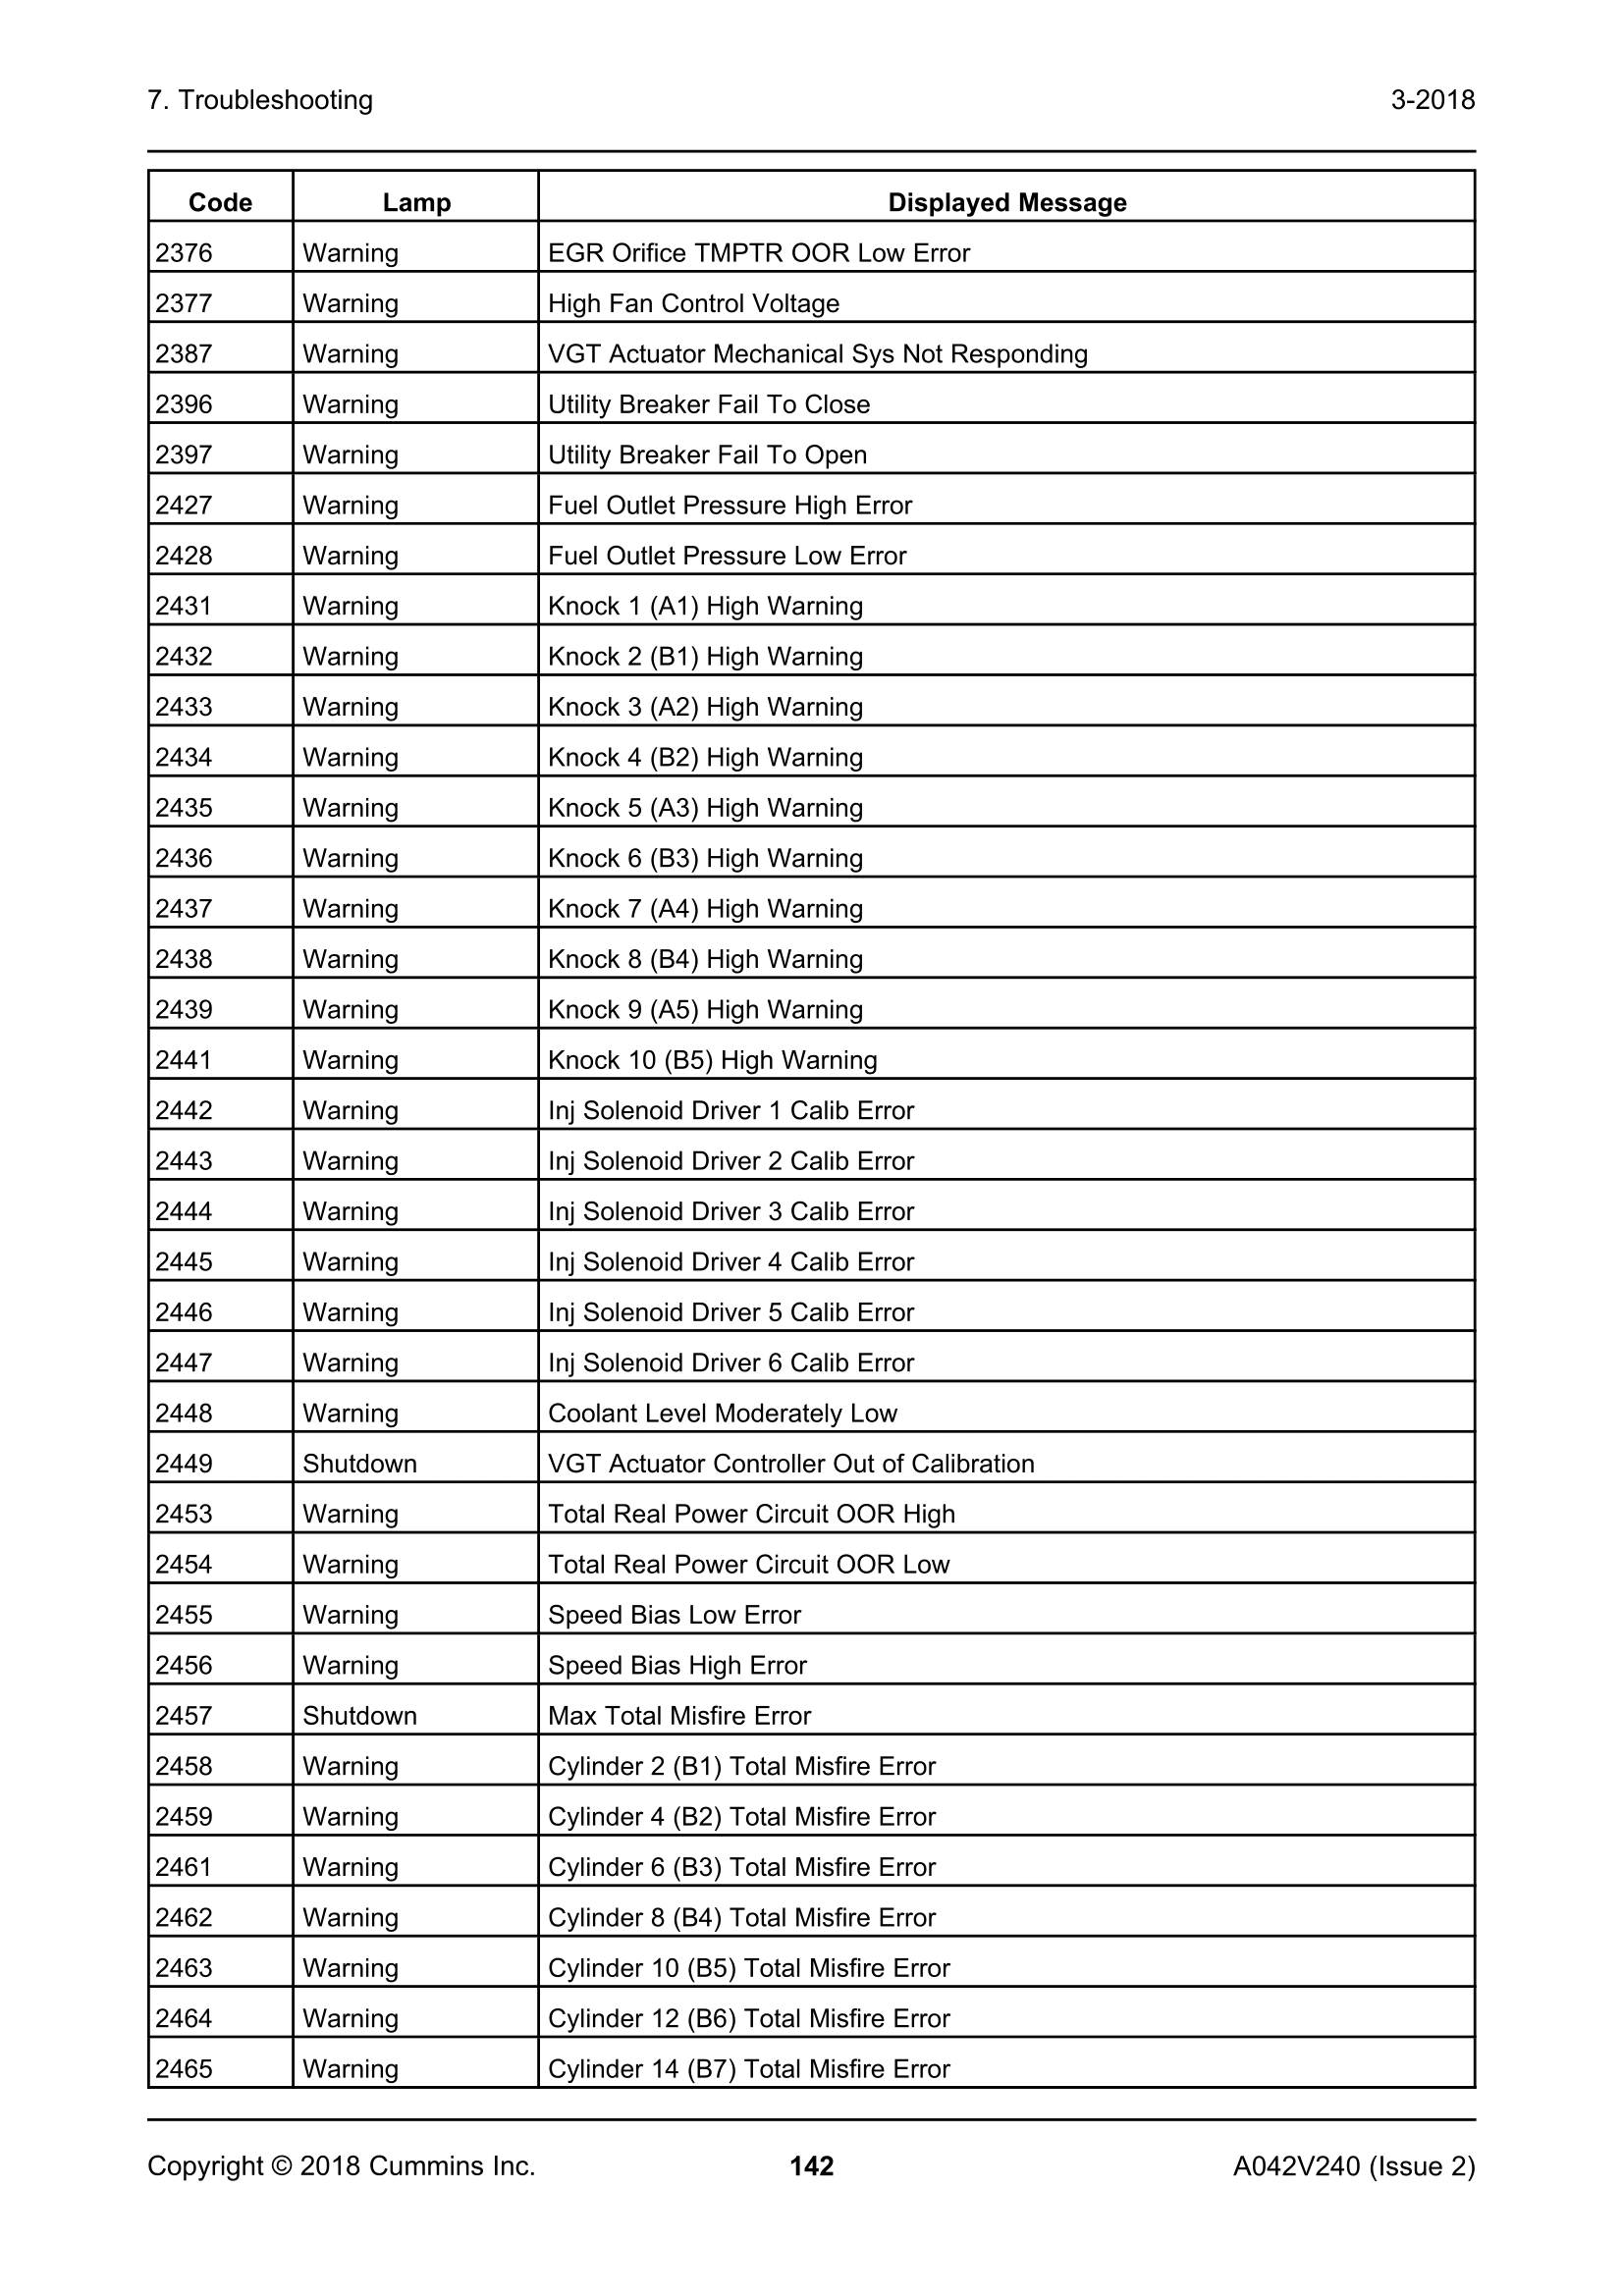 7. Troubleshooting 3-2018
Code Lamp Displayed Message
2376 Warning EGR Orifice TMPTR OOR Low Error
2377 Warning High Fan Control Voltage
2387 Warning VGT Actuator Mechanical Sys Not Responding
2396 Warning Utility Breaker Fail To Close
2397 Warning Utility Breaker Fail To Open
2427 Warning Fuel Outlet Pressure High Error
2428 Warning Fuel Outlet Pressure Low Error
2431 Warning Knock 1 (A1) High Warning
2432 Warning Knock 2 (B1) High Warning
2433 Warning Knock 3 (A2) High Warning
2434 Warning Knock 4 (B2) High Warning
2435 Warning Knock 5 (A3) High Warning
2436 Warning Knock 6 (B3) High Warning
2437 Warning Knock 7 (A4) High Warning
2438 Warning Knock 8 (B4) High Warning
2439 Warning Knock 9 (A5) High Warning
2441 Warning Knock 10 (B5) High Warning
2442 Warning Inj Solenoid Driver 1 Calib Error
2443 Warning Inj Solenoid Driver 2 Calib Error
2444 Warning Inj Solenoid Driver 3 Calib Error
2445 Warning Inj Solenoid Driver 4 Calib Error
2446 Warning Inj Solenoid Driver 5 Calib Error
2447 Warning Inj Solenoid Driver 6 Calib Error
2448 Warning Coolant Level Moderately Low
2449 Shutdown VGT Actuator Controller Out of Calibration
2453 Warning Total Real Power Circuit OOR High
2454 Warning Total Real Power Circuit OOR Low
2455 Warning Speed Bias Low Error
2456 Warning Speed Bias High Error
2457 Shutdown Max Total Misfire Error
2458 Warning Cylinder 2 (B1) Total Misfire Error
2459 Warning Cylinder 4 (B2) Total Misfire Error
2461 Warning Cylinder 6 (B3) Total Misfire Error
2462 Warning Cylinder 8 (B4) Total Misfire Error
2463 Warning Cylinder 10 (B5) Total Misfire Error
2464 Warning Cylinder 12 (B6) Total Misfire Error
2465 Warning Cylinder 14 (B7) Total Misfire Error
Copyright © 2018 Cummins Inc. 142 A042V240 (Issue 2)